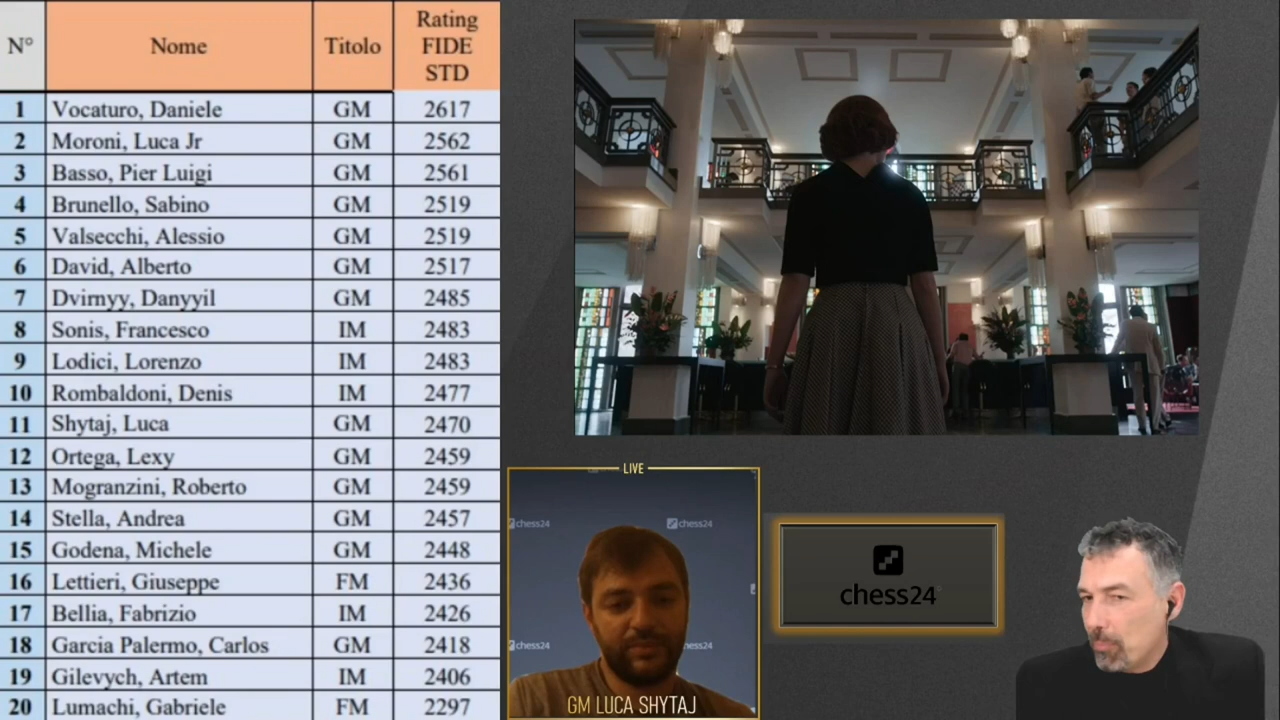 N° Nome Titolo Rating FIDE STD
1 Vocaturo, Daniele GM 2617
2 Moroni, Luca Jr GM 2562
3 Basso, Pier Luigi GM 2561
4 Brunello, Sabino GM 2519
5 Valsecchi, Alessio GM 2519
6 David, Alberto GM 2517
7 Dvirnyy, Danyyil GM 2485
8 Sonis, Francesco IM 2483
9 Lodici, Lorenzo IM 2483
10 Rombaldoni, Denis IM 2477
11 Shytaj, Luca GM 2470
12 Ortega, Lexy GM 2459
13 Mogranzini, Roberto GM 2459
14 Stella, Andrea GM 2457
15 Godena, Michele GM 2448
16 Lettieri, Giuseppe FM 2436
17 Bellia, Fabrizio IM 2426
18 Garcia Palermo, Carlos GM 2418
19 Gilevych, Artem IM 2406
20 Lumachi, Gabriele FM 2297
LIVE
chess24 chess24
chess24 chess24
GM LUCA SHYTAJ
chess24